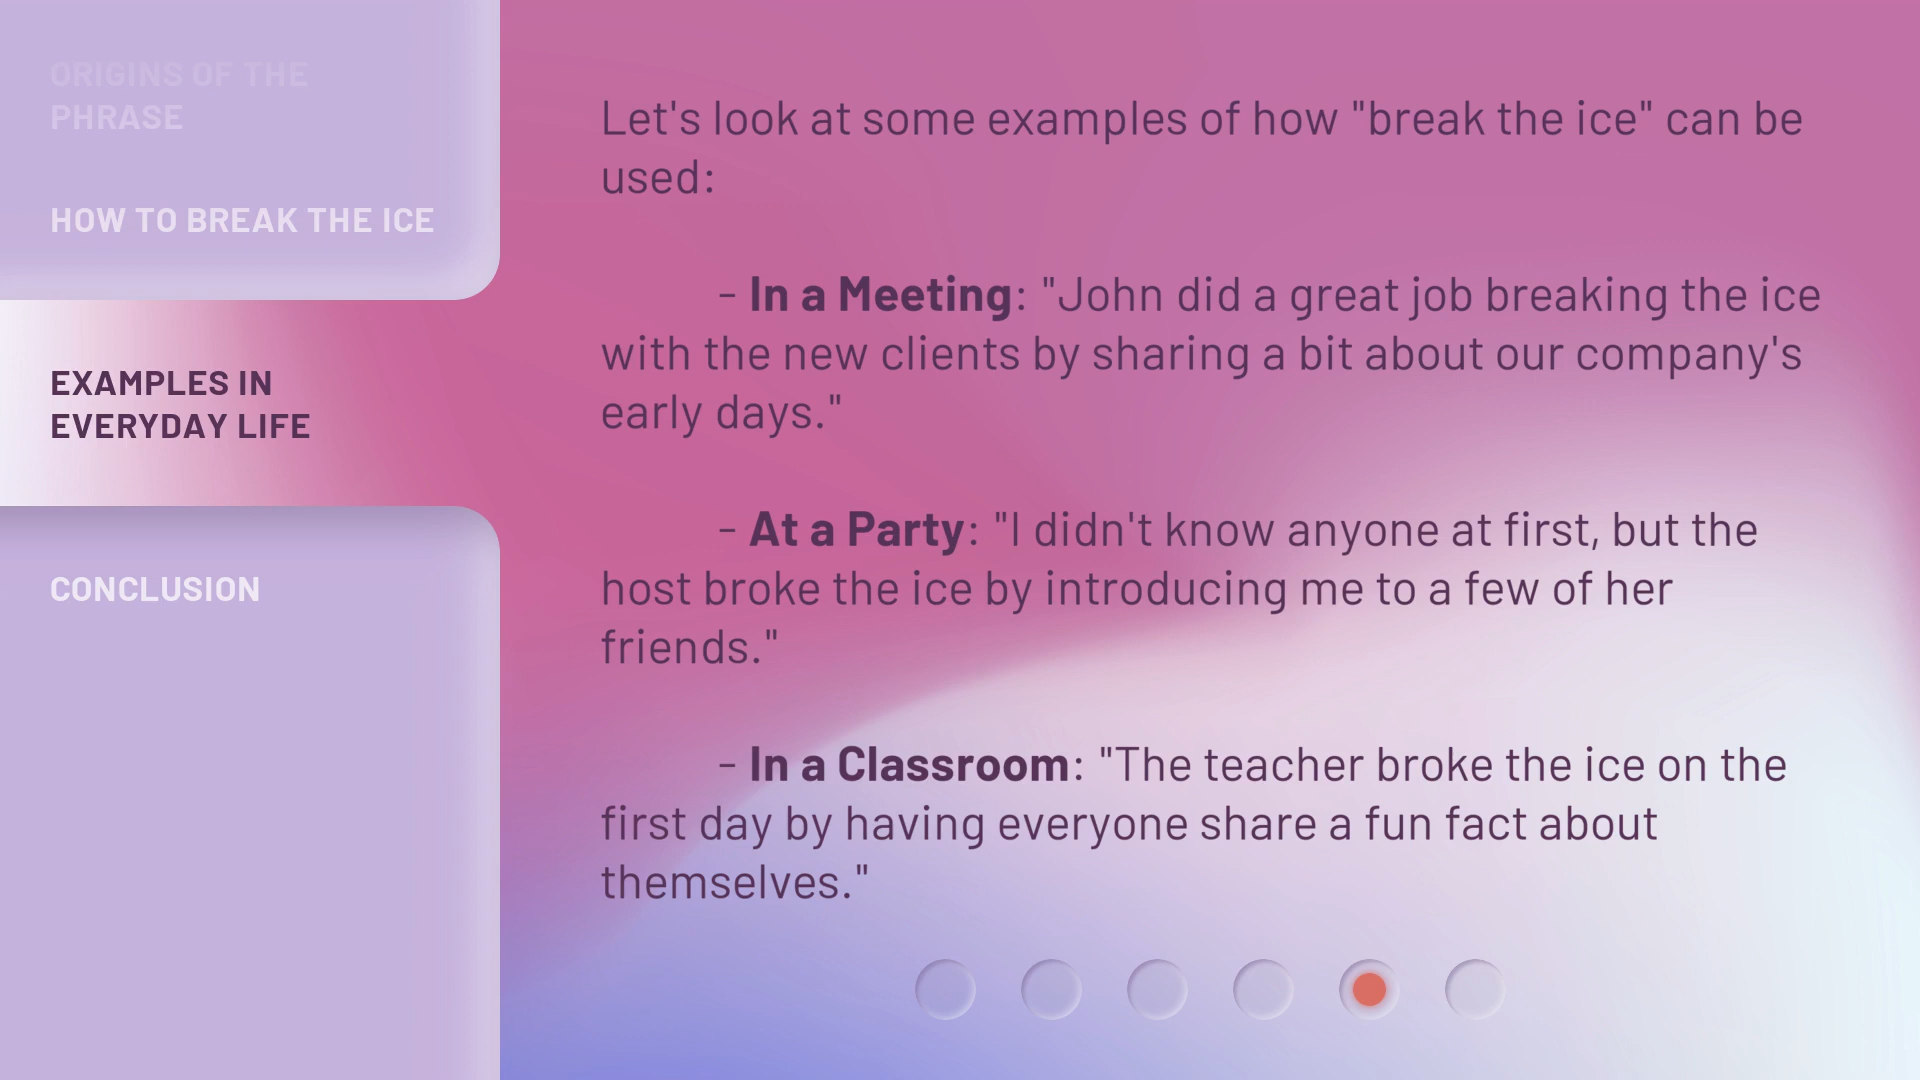 ORIGINS OF THE
PHRASE
HOW TO BREAK THE ICE
EXAMPLES IN
EVERYDAY LIFE
CONCLUSION
Let's look at some examples of how "break the ice" can be
used:
- In a Meeting: "John did a great job breaking the ice
with the new clients by sharing a bit about our company's
early days."
- At a Party: "I didn't know anyone at first, but the
host broke the ice by introducing me to a few of her
friends."
- In a Classroom: "The teacher broke the ice on the
first day by having everyone share a fun fact about
themselves."